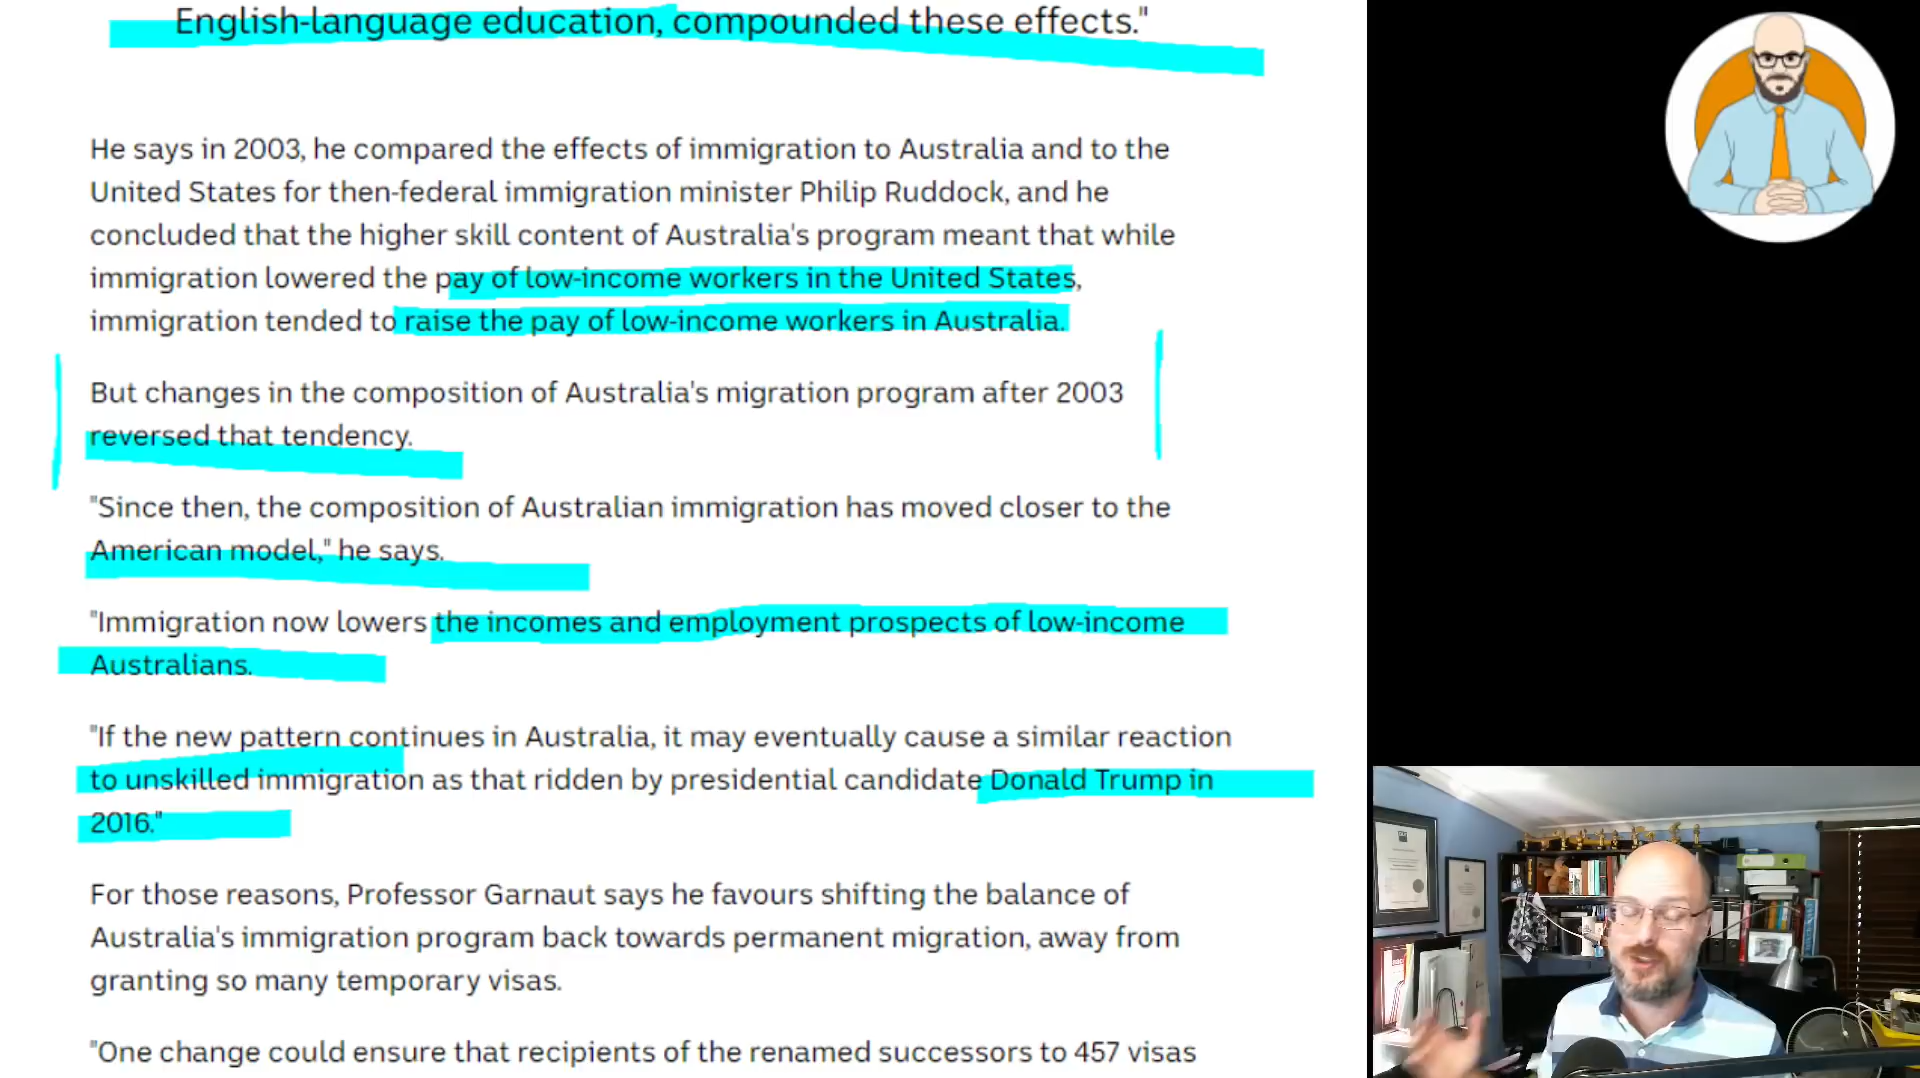 English-language education, compounded these effects."
He says in 2003, he compared the effects of immigration to Australia and to the
United States for then-federal immigration minister Philip Ruddock, and he
concluded that the higher skill content of Australia's program meant that while
immigration lowered the pay of low-income workers in the United States,
immigration tended to raise the pay of low-income workers in Australia.
But changes in the composition of Australia's migration program after 2003
reversed that tendency.
"Since then, the composition of Australian immigration has moved closer to the
American model," he says.
"Immigration now lowers the incomes and employment prospects of low-income
Australians.
"If the new pattern continues in Australia, it may eventually cause a similar reaction
to unskilled immigration as that ridden by presidential candidate Donald Trump in
2016."
For those reasons, Professor Garnaut says he favours shifting the balance of
Australia's immigration program back towards permanent migration, away from
granting so many temporary visas.
"One change could ensure that recipients of the renamed successors to 457 visas